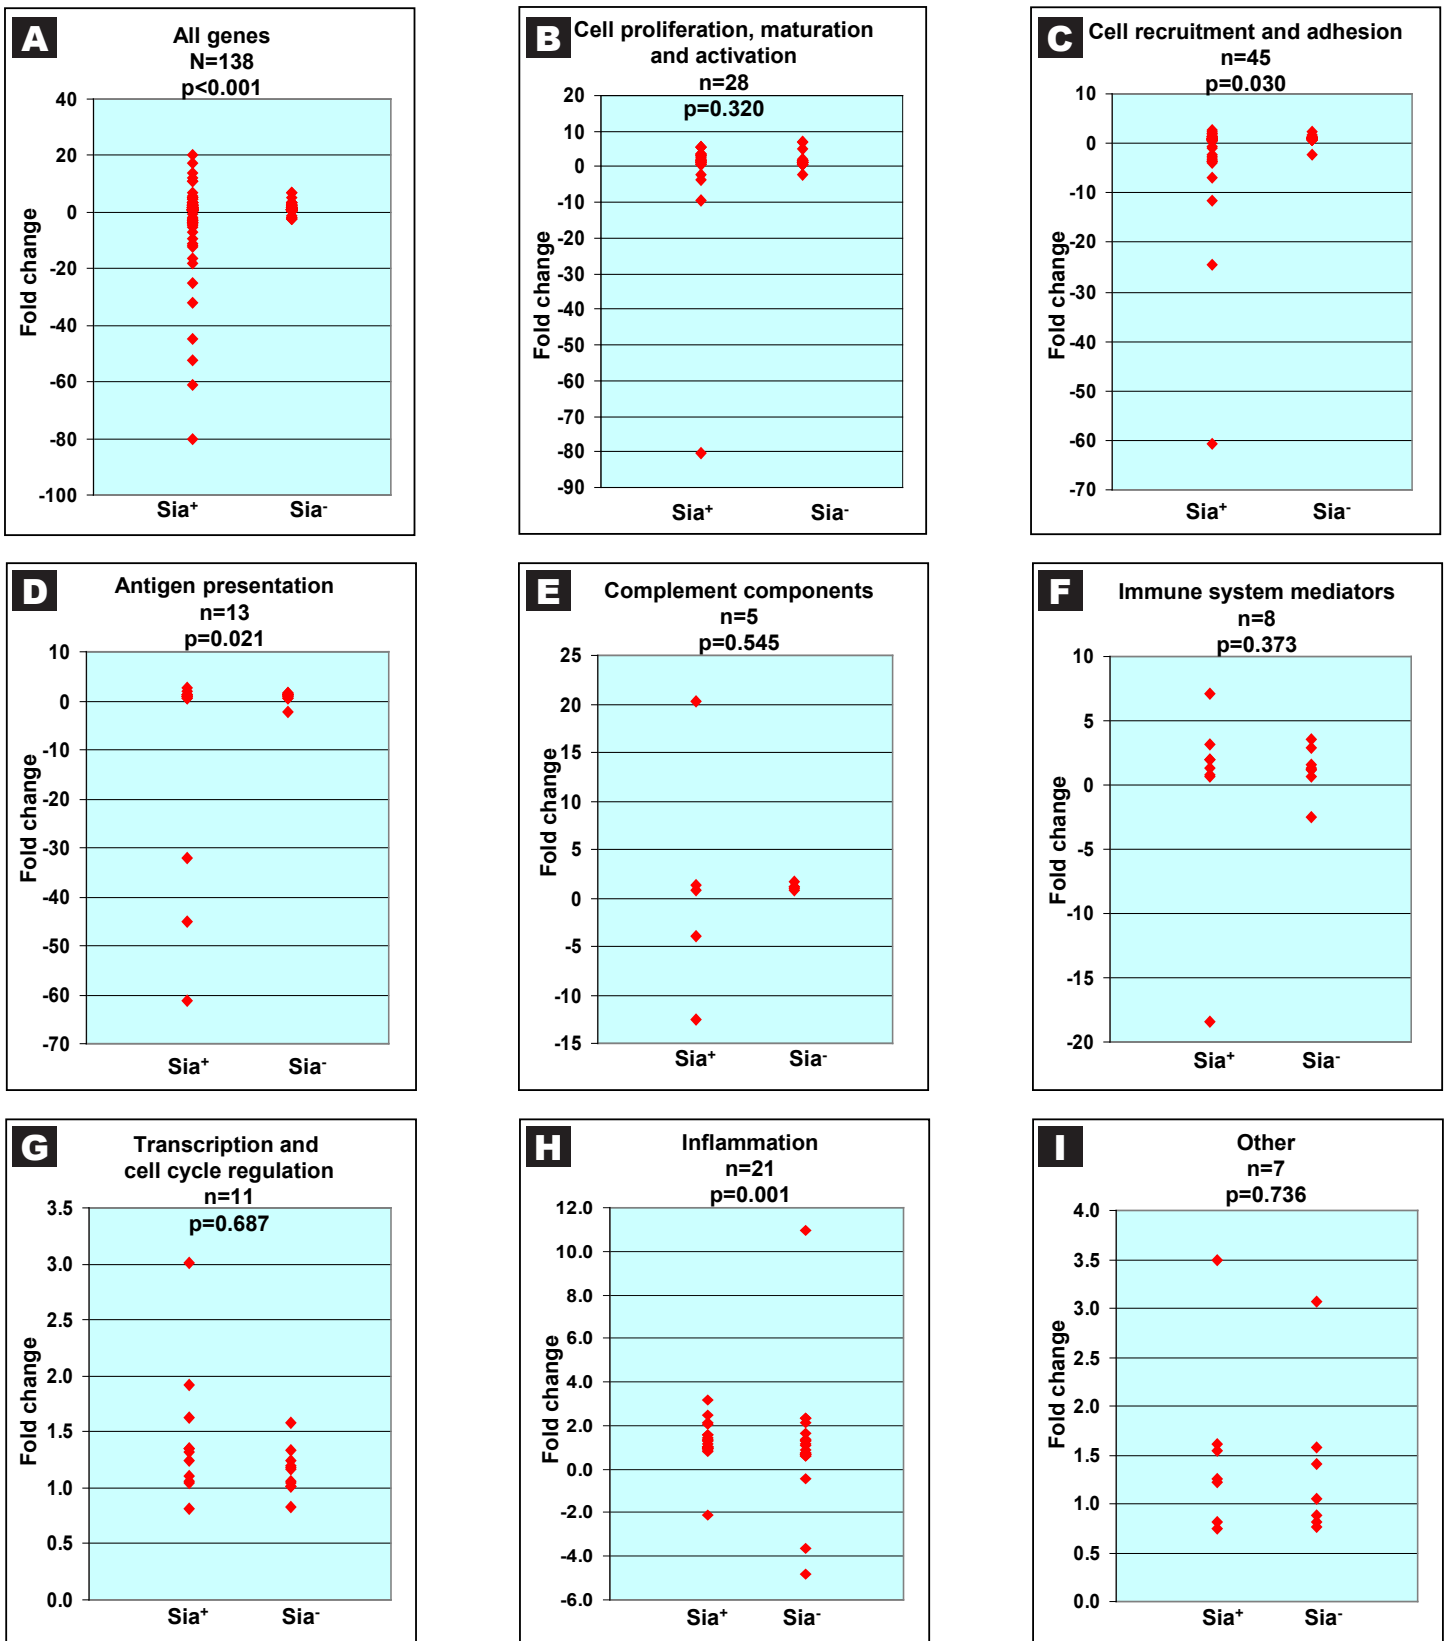 A
All genes
N=138
p<0.001
Fold change
40
20
0
-20
-40
-60
-80
-100
Sia+ Sia-
B
Cell proliferation, maturation
and activation
n=28
p=0.320
Fold change
20
10
0
-10
-20
-30
-40
-50
-60
-70
-80
-90
Sia+ Sia-
C
Cell recruitment and adhesion
n=45
p=0.030
Fold change
10
0
-10
-20
-30
-40
-50
-60
-70
Sia+ Sia-
D
Antigen presentation
n=13
p=0.021
Fold change
10
0
-10
-20
-30
-40
-50
-60
-70
Sia+ Sia-
E
Complement components
n=5
p=0.545
Fold change
25
20
15
10
5
0
-5
-10
-15
Sia+ Sia-
F
Immune system mediators
n=8
p=0.373
Fold change
10
5
0
-5
-10
-15
-20
Sia+ Sia-
G
Transcription and
cell cycle regulation
n=11
p=0.687
Fold change
3.5
3.0
2.5
2.0
1.5
1.0
0.5
0.0
Sia+ Sia-
H
Inflammation
n=21
p=0.001
Fold change
12.0
10.0
8.0
6.0
4.0
2.0
0.0
-2.0
-4.0
-6.0
Sia+ Sia-
I
Other
n=7
p=0.736
Fold change
4.0
3.5
3.0
2.5
2.0
1.5
1.0
0.5
0.0
Sia+ Sia-